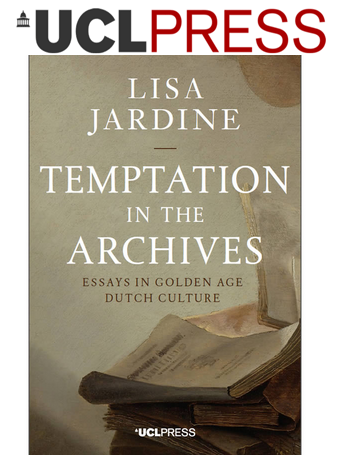 UCLPRESS
LISA
JARDINE
TEMPTATION
IN THE
ARCHIVES
ESSAYS IN GOLDEN AGE
DUTCH CULTURE
UCLPRESS